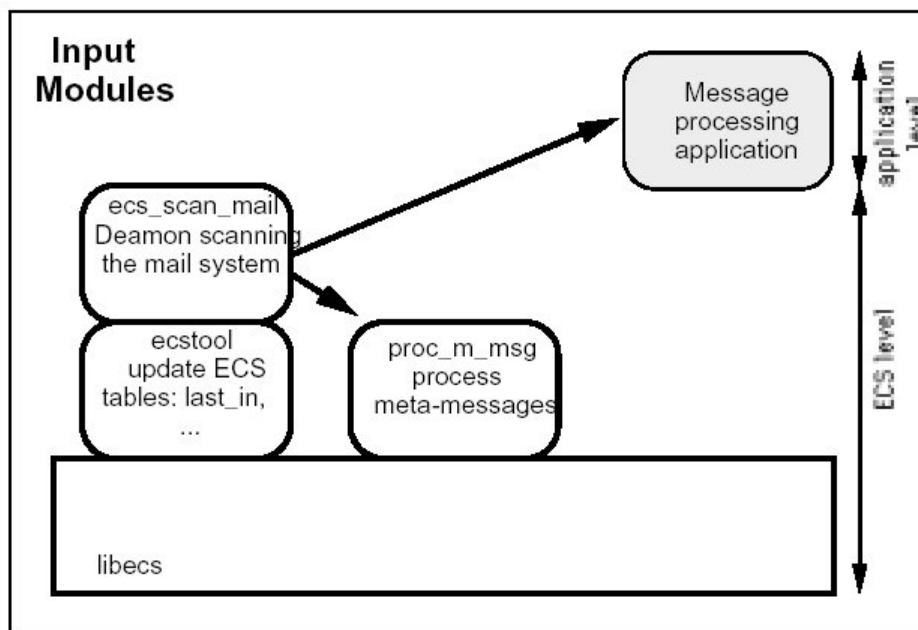 Input
Modules
Message
processing
application
application
level
ecs_scan_mail
Deamon scanning
the mail system
ecstool
update ECS
tables: last_in,
...
proc_m_msg
process
meta-messages
ECS level
libecs